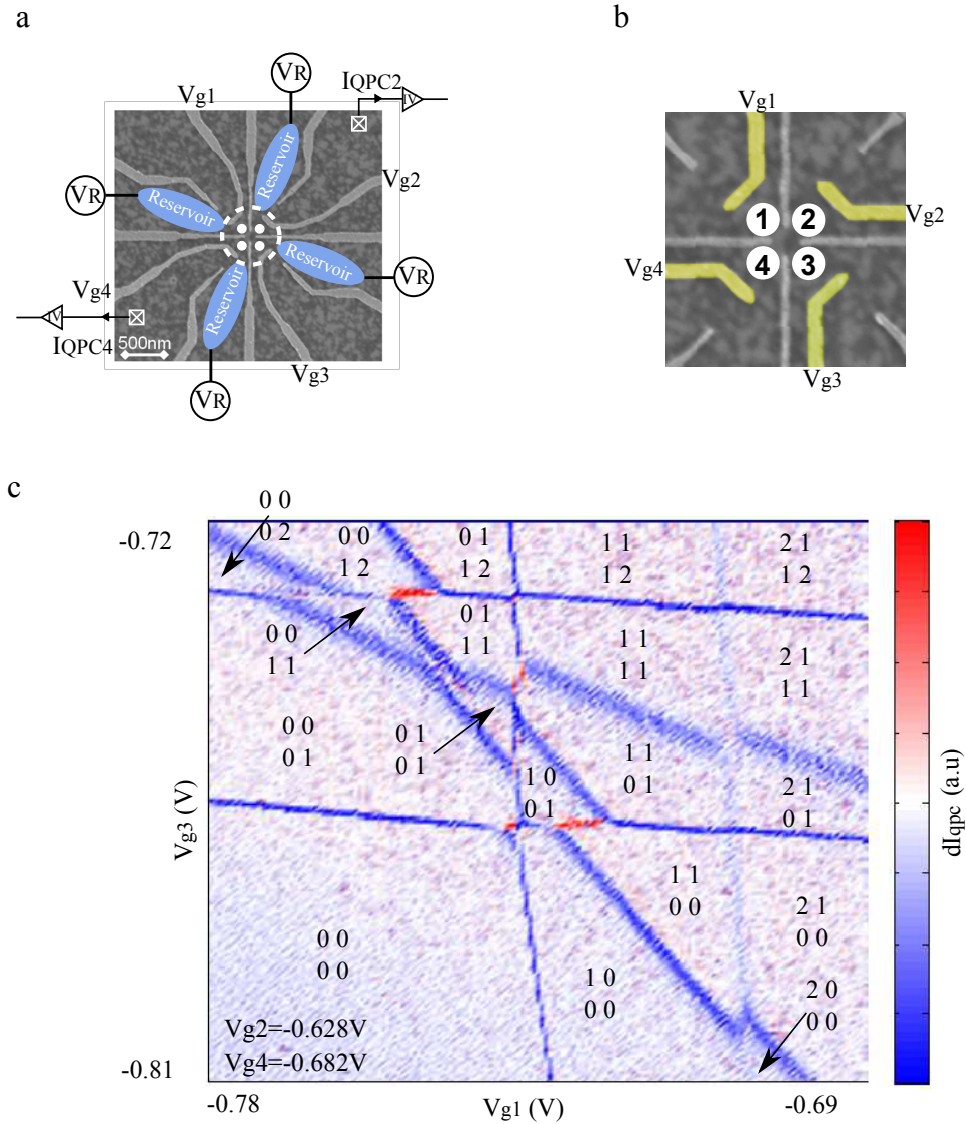 a
b
VR
IQPC2
Vg1
IV
Reservoir
Reservoir
Vg2
VR
Reservoir
VR
Vg4
Reservoir
IV
IQPC4
500nm
Vg3
VR
Vg1
1 2
Vg2
4 3
Vg4
Vg3
c
0 0
0 2
0 0
1 2
0 1
1 2
1 1
1 2
2 1
1 2
-0.72
0 1
1 1
0 0
1 1
1 1
1 1
2 1
1 1
0 0
0 1
0 1
0 1
1 0
0 1
1 1
0 1
2 1
0 1
Vg3 (V)
dIqpc (a.u)
1 1
0 0
2 1
0 0
0 0
0 0
1 0
0 0
2 0
0 0
Vg2=-0.628V
Vg4=-0.682V
-0.81
-0.78
Vg1 (V)
-0.69